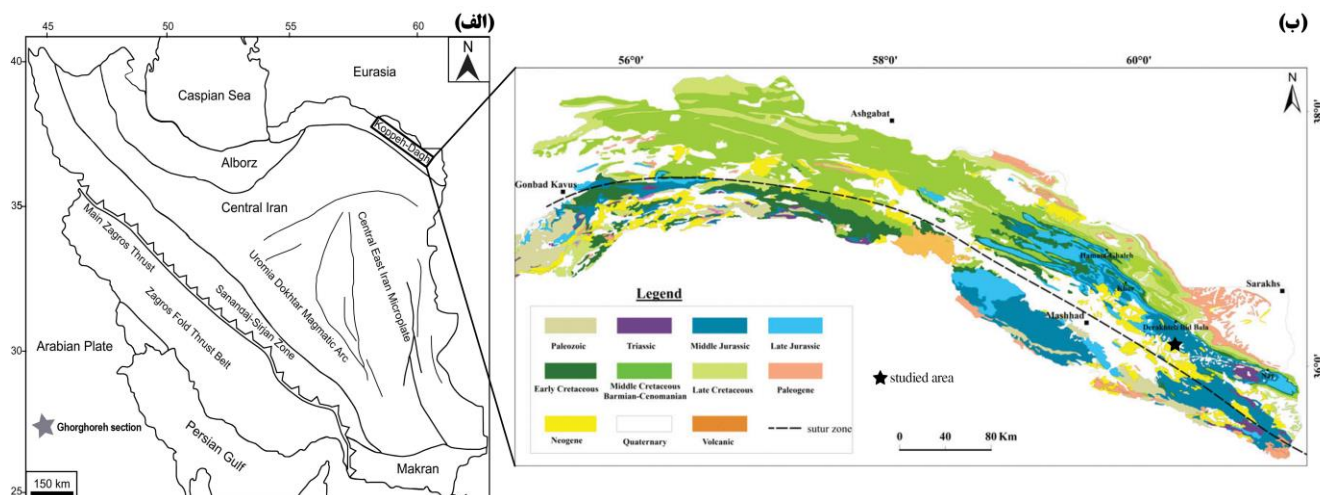 (الف)
45
50
55
60
40
35
30
25
N
Eurasia
Caspian Sea
Koppeh-Dagh
Alborz
Central Iran
Main Zagros Thrust
Zagros Fold Thrust Belt
Sanandaj-Sirjan Zone
Uromia Dokhtar Magmatic Arc
Central East Iran Microplate
Arabian Plate
Ghorghoreh section
Persian Gulf
Makran
150 km
(ب)
56°0'
58°0'
60°0'
N
Ashgabat
Gonbad Kavus
Sarakhs
Mashhad
Derakhteh Bid Bala
Legend
Paleozoic
Triassic
Middle Jurassic
Late Jurassic
Early Cretaceous
Middle Cretaceous
Barmian-Cenomanian
Late Cretaceous
Paleogene
Neogene
Quaternary
Volcanic
sutur zone
studied area
0
40
80 Km